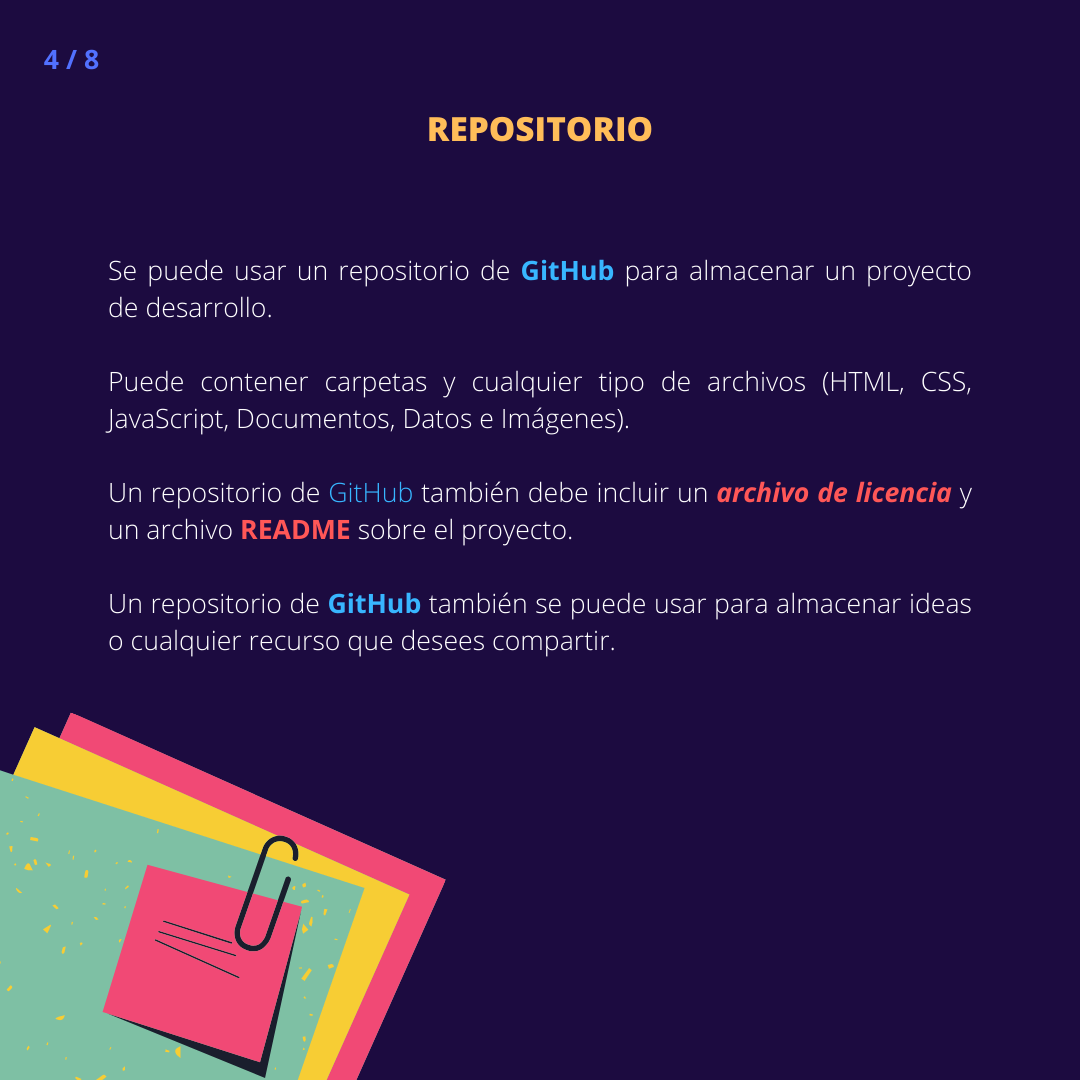 4 / 8
REPOSITORIO
Se puede usar un repositorio de GitHub para almacenar un proyecto
de desarrollo.
Puede contener carpetas y cualquier tipo de archivos (HTML, CSS,
JavaScript, Documentos, Datos e Imágenes).
Un repositorio de GitHub también debe incluir un archivo de licencia y
un archivo README sobre el proyecto.
Un repositorio de GitHub también se puede usar para almacenar ideas
o cualquier recurso que desees compartir.